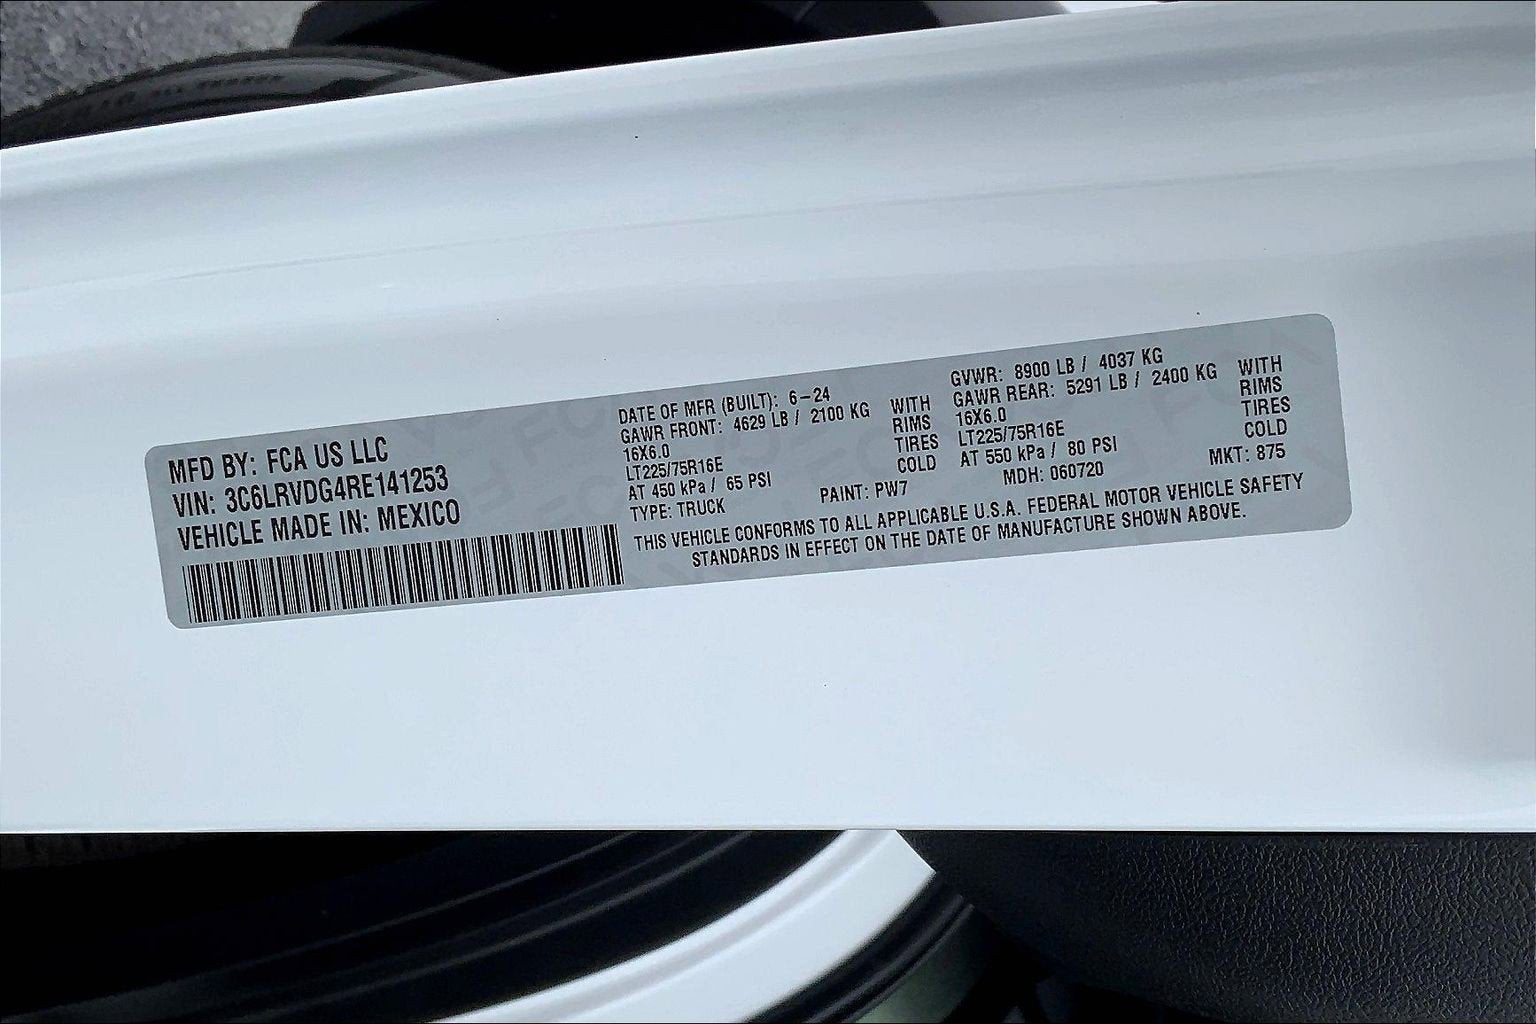 MFD BY: FCA US LLC
VIN: 3C6LRVDG4RE141253
VEHICLE MADE IN: MEXICO
DATE OF MFR (BUILT): 6-24
GAWR FRONT: 4629 LB / 2100 KG WITH
16X6.0 RIMS
LT225/75R16E TIRES
AT 450 kPa / 65 PSI COLD
TYPE: TRUCK PAINT: PW7
GVWR: 8900 LB / 4037 KG
GAWR REAR: 5291 LB / 2400 KG WITH
16X6.0 RIMS
LT225/75R16E TIRES
AT 550 kPa / 80 PSI COLD
MDH: 060720 MKT: 875
THIS VEHICLE CONFORMS TO ALL APPLICABLE U.S.A. FEDERAL MOTOR VEHICLE SAFETY
STANDARDS IN EFFECT ON THE DATE OF MANUFACTURE SHOWN ABOVE.